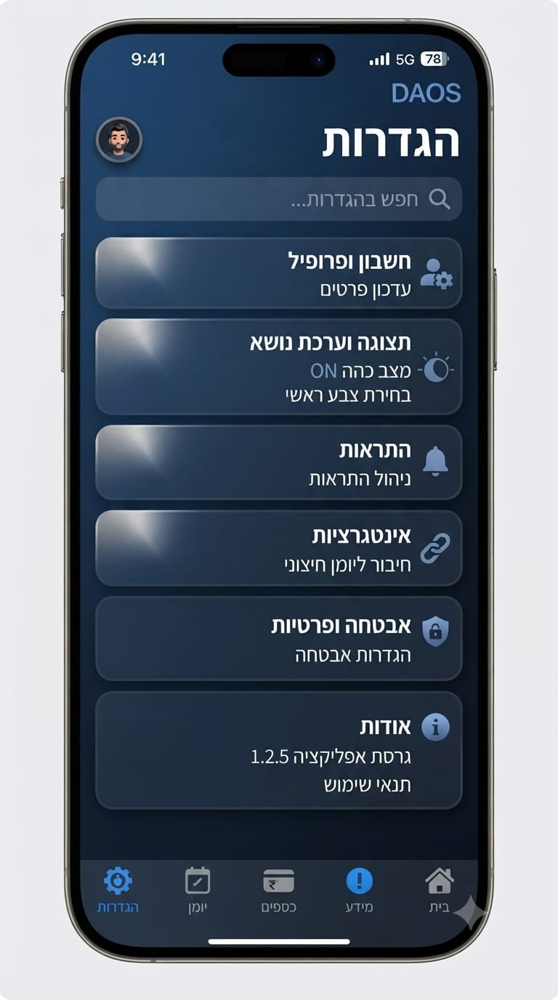 9:41
5G 78
DAOS
הגדרות
חפש בהגדרות...
חשבון ופרופיל
עדכון פרטים
תצוגה וערכת נושא
מצב כהה ON
בחירת צבע ראשי
התראות
ניהול התראות
אינטגרציות
חיבור ליומן חיצוני
אבטחה ופרטיות
הגדרות אבטחה
אודות
גרסת אפליקציה 1.2.5
תנאי שימוש
בית
מידע
כספים
יומן
הגדרות